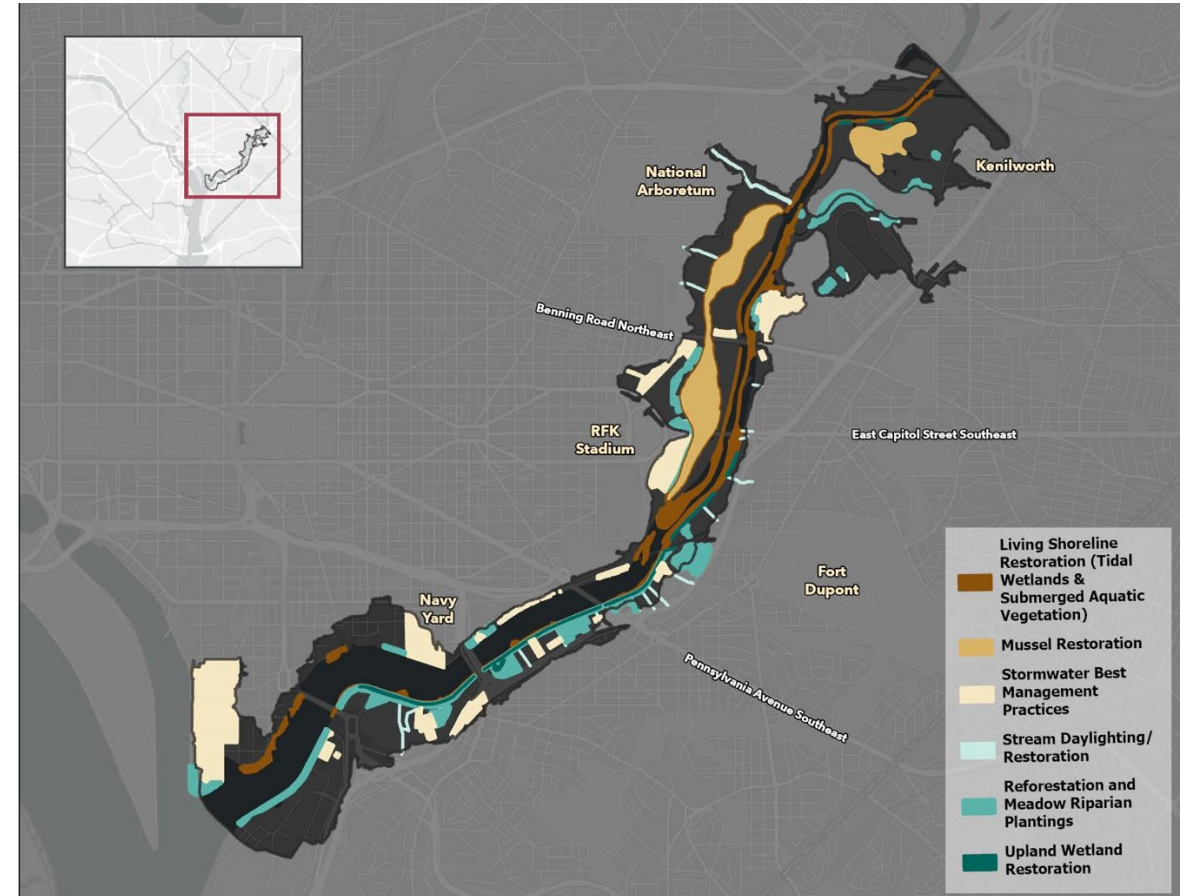 National
Arboretum
Kenilworth
Benning Road Northeast
RFK
Stadium
East Capitol Street Southeast
Fort
Dupont
Navy
Yard
Pennsylvania Avenue Southeast
Living Shoreline
Restoration (Tidal
Wetlands &
Submerged Aquatic
Vegetation)
Mussel Restoration
Stormwater Best
Management
Practices
Stream Daylighting/
Restoration
Reforestation and
Meadow Riparian
Plantings
Upland Wetland
Restoration